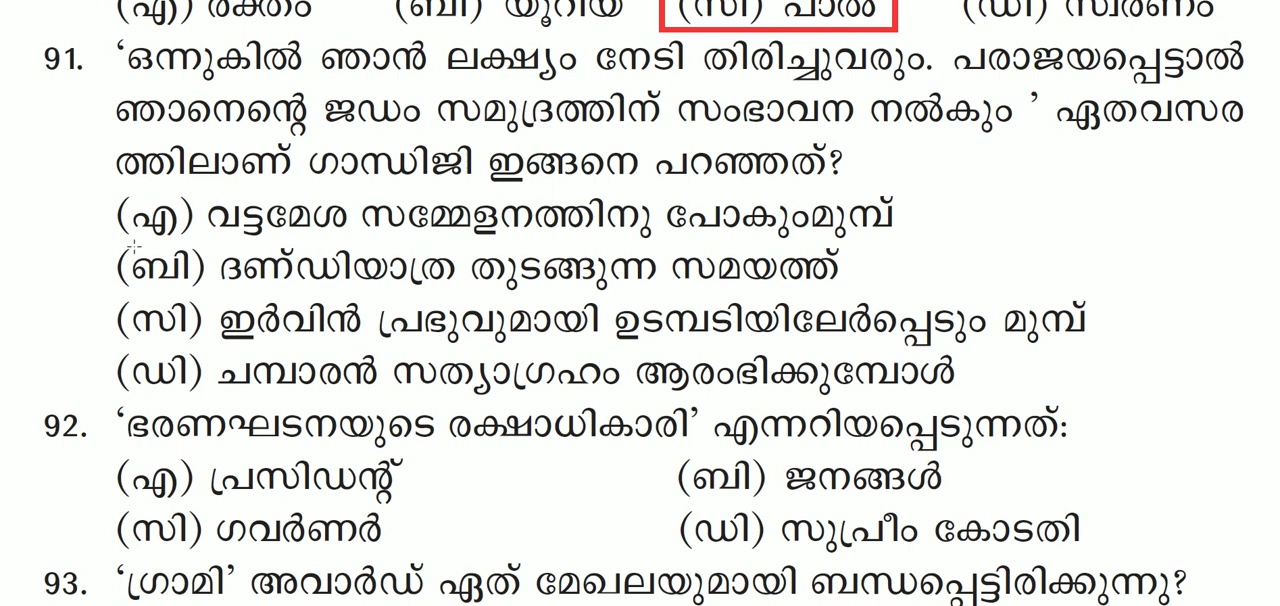 (എ) രക്തം (ബി) യൂറിയ (സി) പാൽ (ഡി) സ്വർണം
91. ‘ഒന്നുകിൽ ഞാൻ ലക്ഷ്യം നേടി തിരിച്ചുവരും. പരാജയപ്പെട്ടാൽ
ഞാനെന്റെ ജഡം സമുദ്രത്തിന് സംഭാവന നൽകും ’ ഏതവസര
ത്തിലാണ് ഗാന്ധിജി ഇങ്ങനെ പറഞ്ഞത്?
(എ) വട്ടമേശ സമ്മേളനത്തിനു പോകുംമുമ്പ്
(ബി) ദണ്ഡിയാത്ര തുടങ്ങുന്ന സമയത്ത്
(സി) ഇർവിൻ പ്രഭുവുമായി ഉടമ്പടിയിലേർപ്പെടും മുമ്പ്
(ഡി) ചമ്പാരൻ സത്യാഗ്രഹം ആരംഭിക്കുമ്പോൾ
92. ‘ഭരണഘടനയുടെ രക്ഷാധികാരി’ എന്നറിയപ്പെടുന്നത്:
(എ) പ്രസിഡന്റ് (ബി) ജനങ്ങൾ
(സി) ഗവർണർ (ഡി) സുപ്രീം കോടതി
93. ‘ഗ്രാമി’ അവാർഡ് ഏത് മേഖലയുമായി ബന്ധപ്പെട്ടിരിക്കുന്നു?